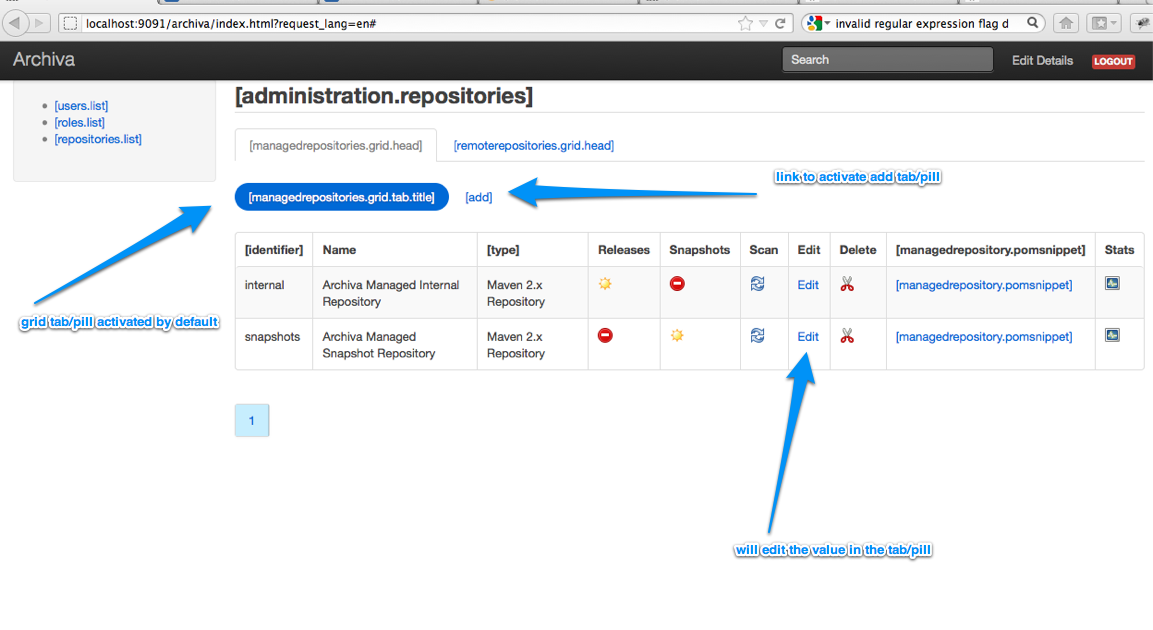 localhost:9091/archiva/index.html?request_lang=en#
invalid regular expression flag d
Archiva
Search
Edit Details
LOGOUT
[users.list]
[roles.list]
[repositories.list]
[administration.repositories]
[managedrepositories.grid.head]
[remoterepositories.grid.head]
link to activate add tab/pill
[managedrepositories.grid.tab.title]
[add]
[identifier] Name [type] Releases Snapshots Scan Edit Delete [managedrepository.pomsnippet] Stats
internal Archiva Managed Internal Maven 2.x Edit [managedrepository.pomsnippet]
Repository Repository
grid tab/pill activated by default
snapshots Archiva Managed Maven 2.x Edit [managedrepository.pomsnippet]
Snapshot Repository Repository
1
will edit the value in the tab/pill